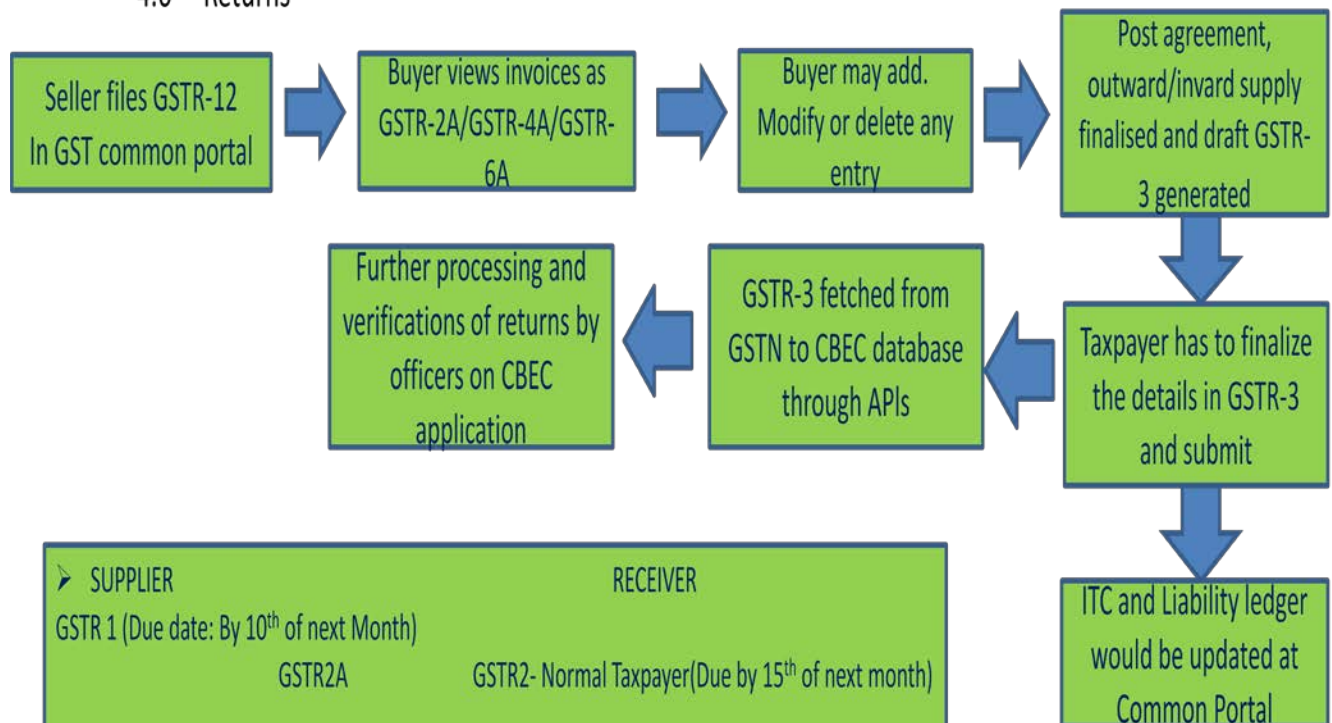 4.0 Returns
Seller files GSTR-12
In GST common portal
Buyer views invoices as
GSTR-2A/GSTR-4A/GSTR-
6A
Buyer may add.
Modify or delete any
entry
Post agreement,
outward/invard supply
finalised and draft GSTR-
3 generated
Taxpayer has to finalize
the details in GSTR-3
and submit
GSTR-3 fetched from
GSTN to CBEC database
through APls
Further processing and
verifications of returns by
officers on CBEC
application
ITC and Liability ledger
would be updated at
Common Portal
➢ SUPPLIER RECEIVER
GSTR 1 (Due date: By 10th of next Month)
GSTR2A GSTR2- Normal Taxpayer(Due by 15th of next month)